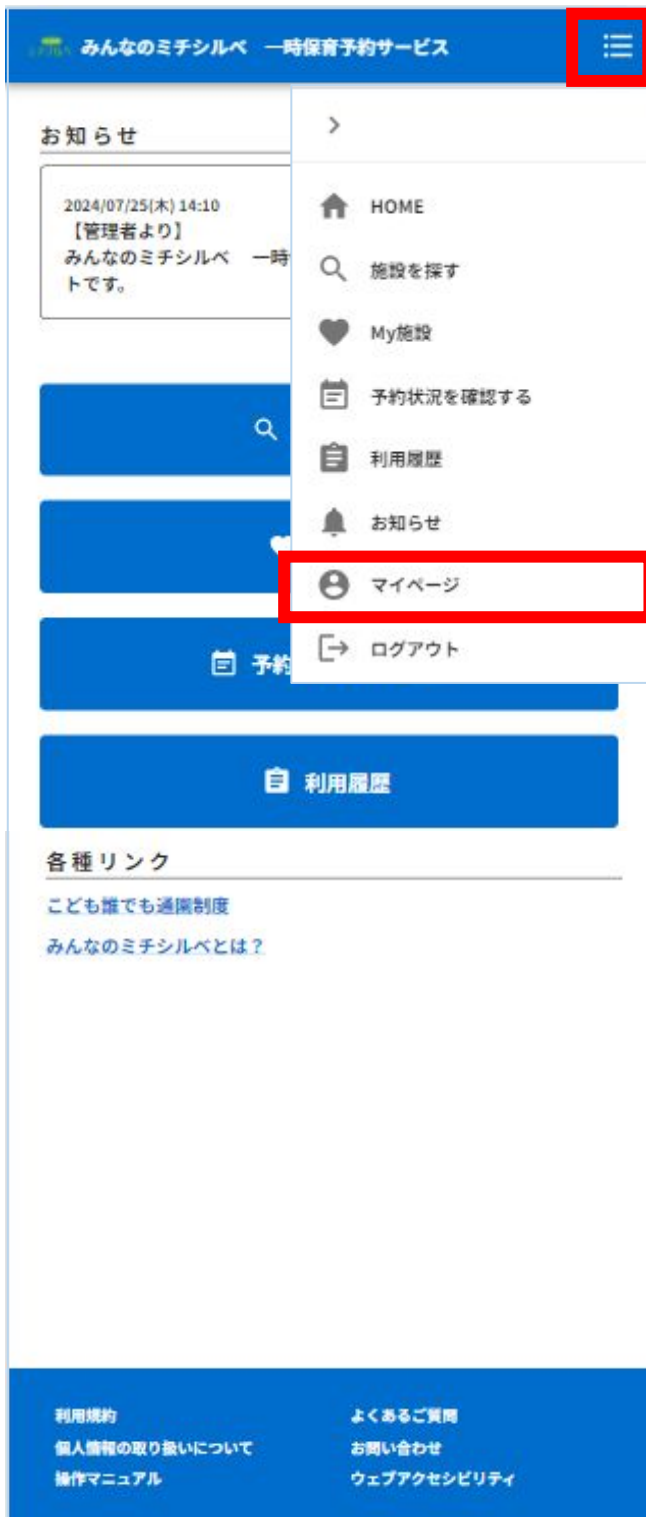 みんなのミチシルベ　一時保育予約サービス
お知らせ
2024/07/25(木) 14:10
【管理者より】
みんなのミチシルベ　一時
トです。
HOME
施設を探す
My施設
予約状況を確認する
利用履歴
お知らせ
マイページ
ログアウト
予約
利用履歴
各種リンク
こども誰でも通園制度
みんなのミチシルベとは？
利用規約
よくあるご質問
個人情報の取り扱いについて
お問い合わせ
操作マニュアル
ウェブアクセシビリティ